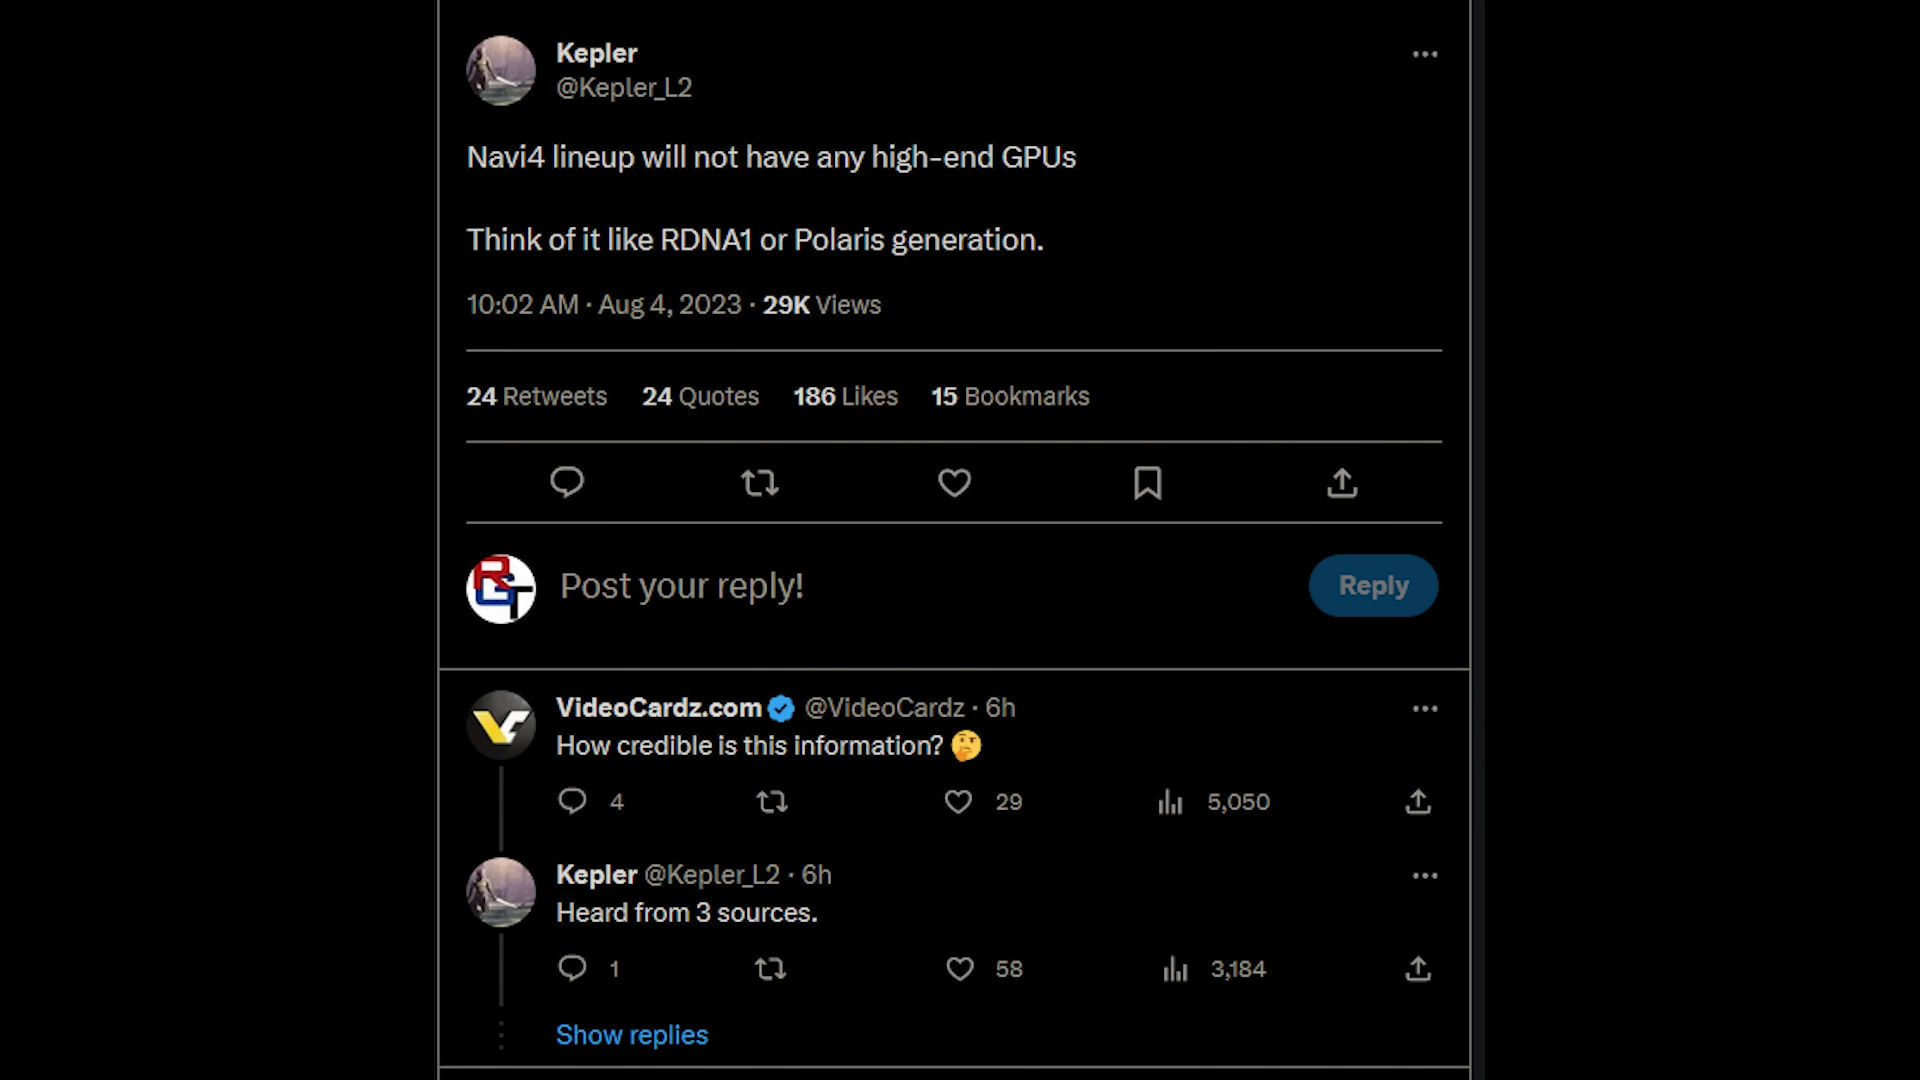 Kepler
@Kepler_L2
Navi4 lineup will not have any high-end GPUs
Think of it like RDNA1 or Polaris generation.
10:02 AM · Aug 4, 2023 · 29K Views
24 Retweets 24 Quotes 186 Likes 15 Bookmarks
RGT
Post your reply!
Reply
VideoCardz.com @VideoCardz · 6h
How credible is this information? 🤔
4 29 5,050
Kepler @Kepler_L2 · 6h
Heard from 3 sources.
1 58 3,184
Show replies